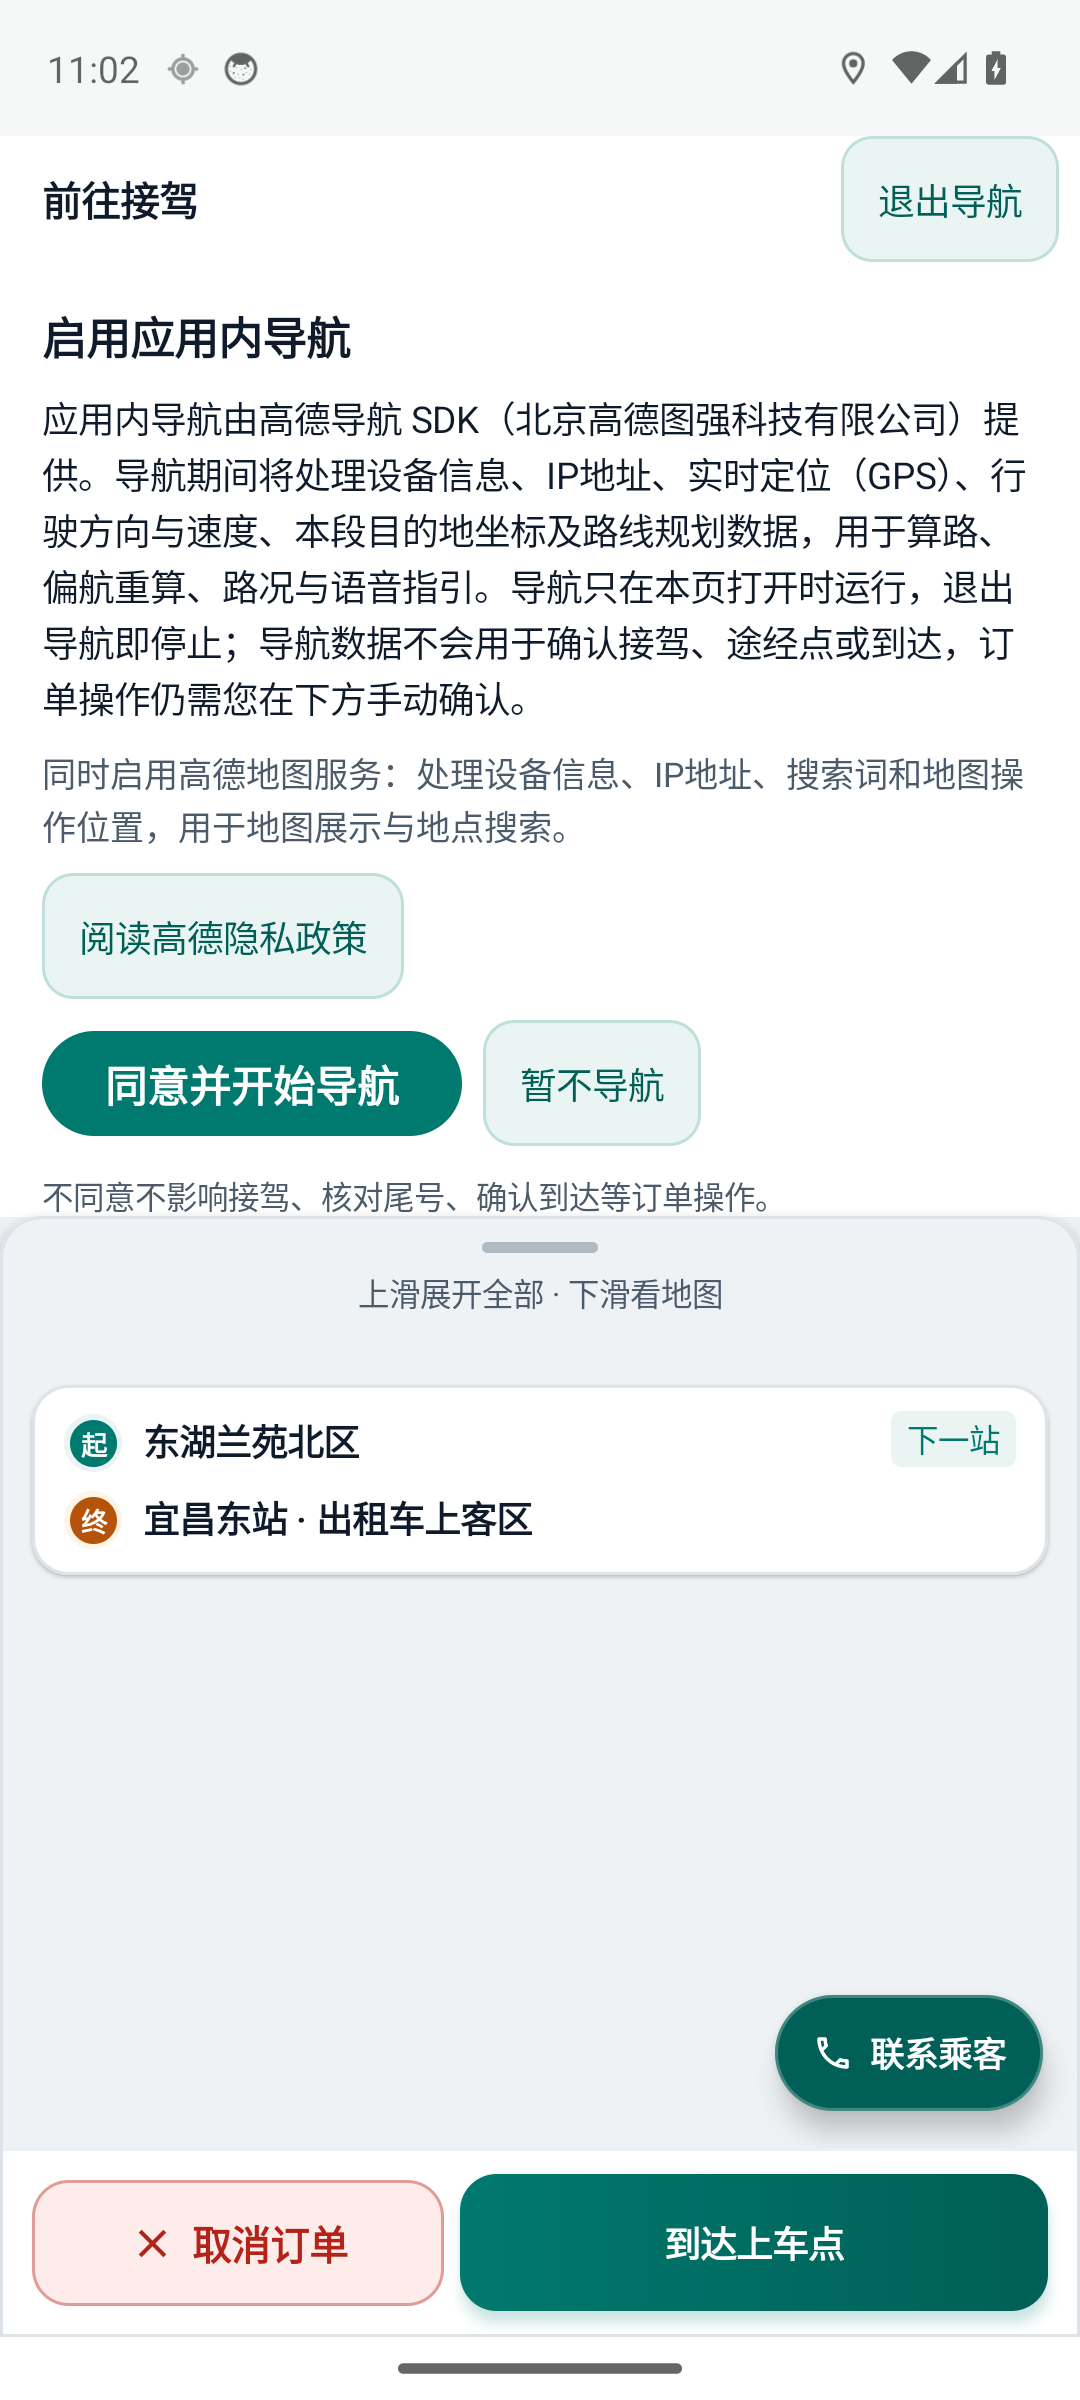 11:02
前往接驾
退出导航
启用应用内导航
应用内导航由高德导航 SDK（北京高德图强科技有限公司）提
供。导航期间将处理设备信息、IP地址、实时定位（GPS）、行
驶方向与速度、本段目的地坐标及路线规划数据，用于算路、
偏航重算、路况与语音指引。导航只在本页打开时运行，退出
导航即停止；导航数据不会用于确认接驾、途经点或到达，订
单操作仍需您在下方手动确认。
同时启用高德地图服务：处理设备信息、IP地址、搜索词和地图操
作位置，用于地图展示与地点搜索。
阅读高德隐私政策
同意并开始导航
暂不导航
不同意不影响接驾、核对尾号、确认到达等订单操作。
上滑展开全部 · 下滑看地图
起 东湖兰苑北区
下一站
终 宜昌东站 · 出租车上客区
联系乘客
取消订单
到达上车点